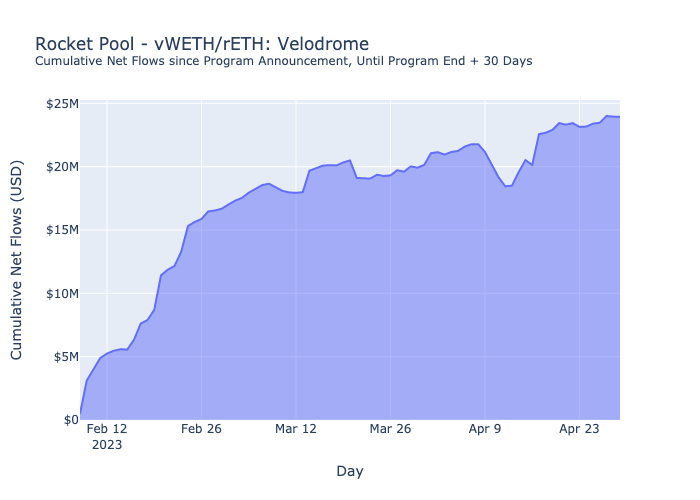 Rocket Pool - vWETH/rETH: Velodrome
Cumulative Net Flows since Program Announcement, Until Program End + 30 Days
Cumulative Net Flows (USD)
$25M
$20M
$15M
$10M
$5M
$0
Feb 12 Feb 26 Mar 12 Mar 26 Apr 9 Apr 23
2023
Day